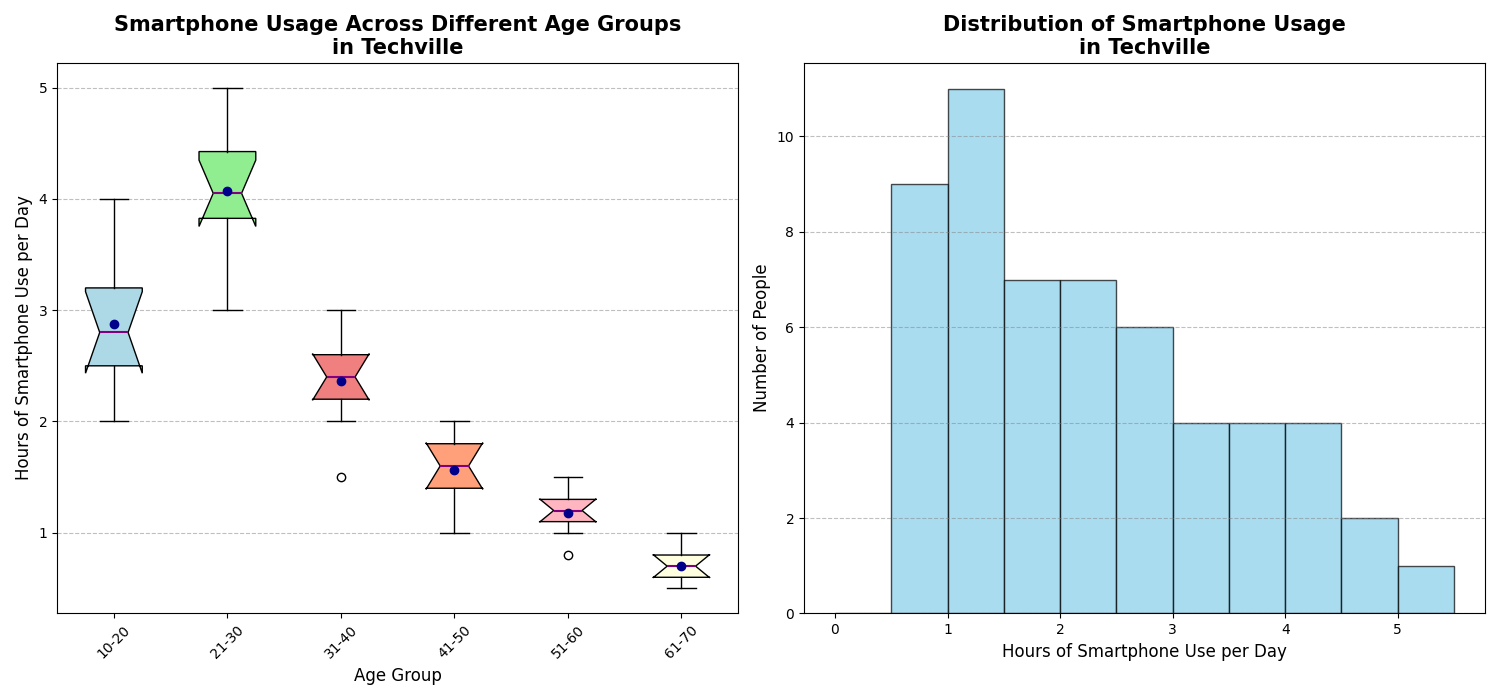 Smartphone Usage Across Different Age Groups
in Techville
Hours of Smartphone Use per Day
5
4
3
2
1
10-20
21-30
31-40
41-50
51-60
61-70
Age Group
Distribution of Smartphone Usage
in Techville
Number of People
10
8
6
4
2
0
0
1
2
3
4
5
Hours of Smartphone Use per Day